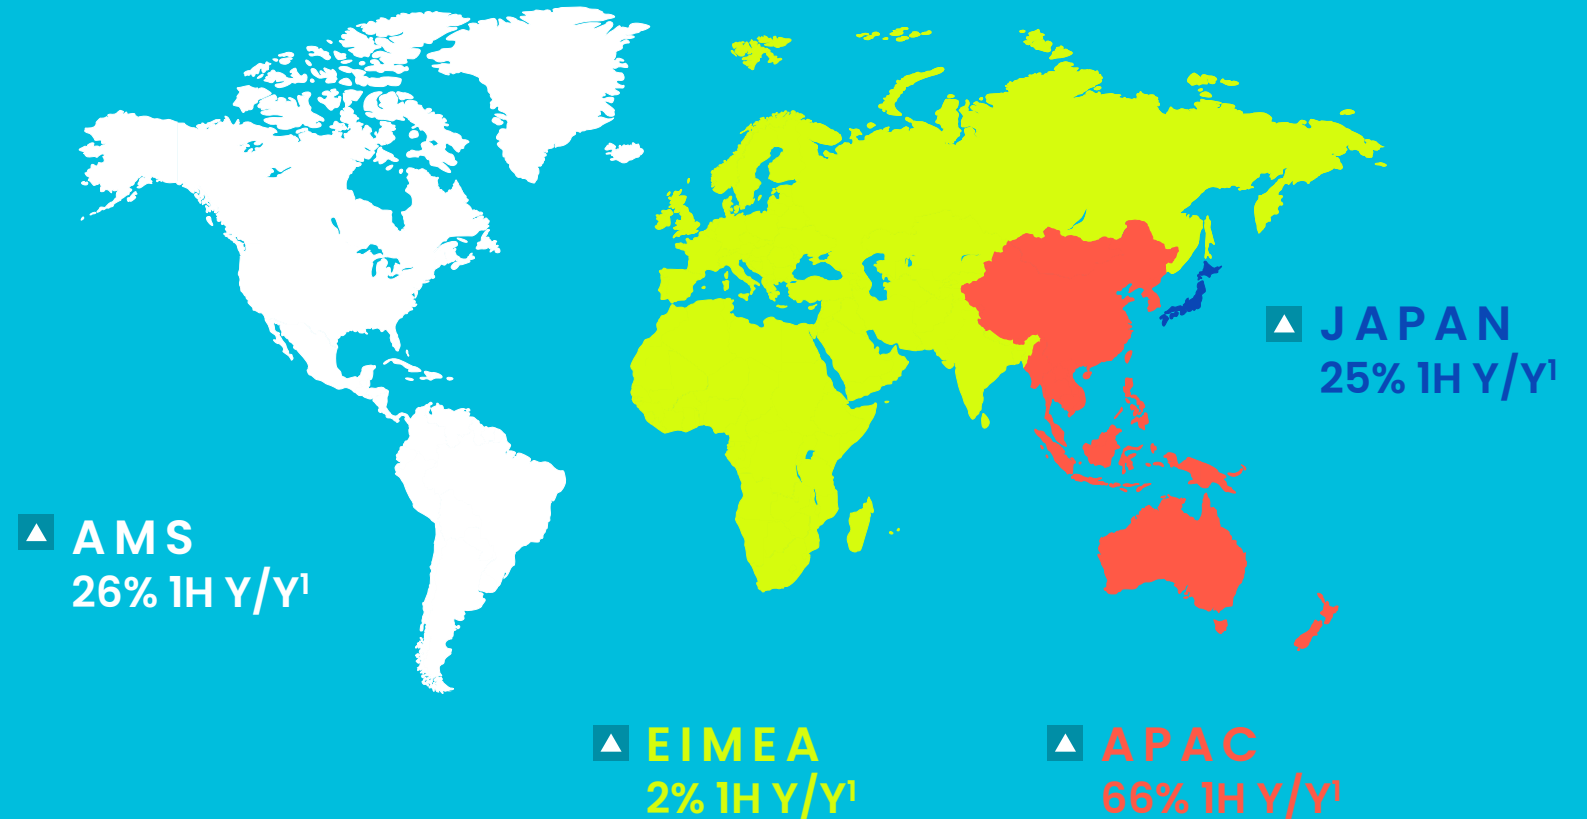 JAPAN
25% 1H Y/Y¹
AMS
26% 1H Y/Y¹
EIMEA
2% 1H Y/Y¹
APAC
66% 1H Y/Y¹